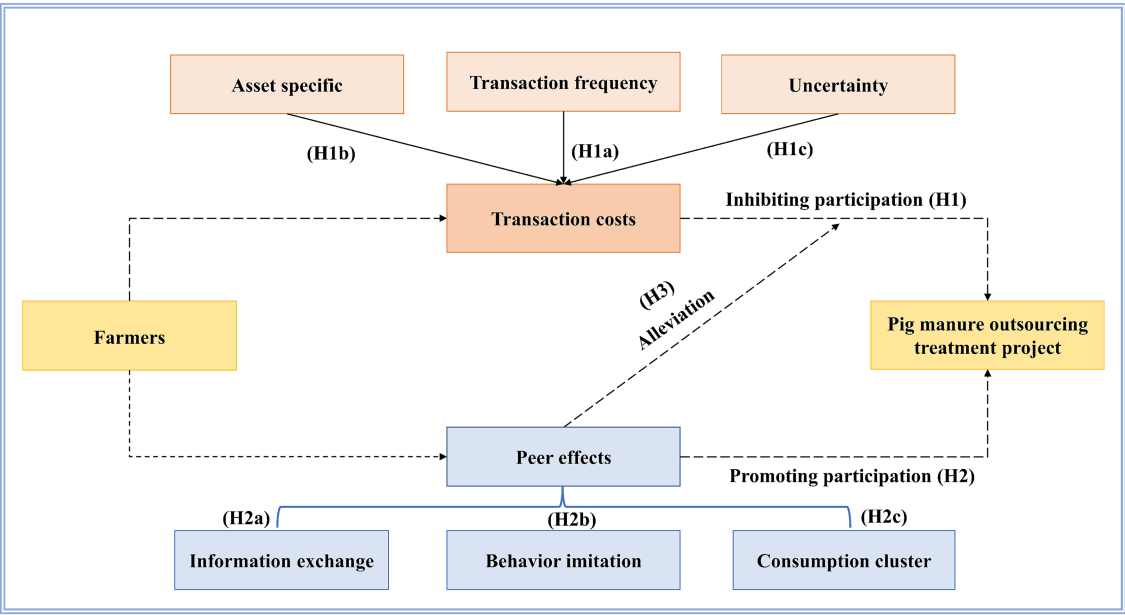 Asset specific
Transaction frequency
Uncertainty
(H1b)
(H1a)
(H1c)
Transaction costs
Inhibiting participation (H1)
(H3)
Alleviation
Farmers
Pig manure outsourcing
treatment project
Peer effects
Promoting participation (H2)
(H2a)
(H2b)
(H2c)
Information exchange
Behavior imitation
Consumption cluster